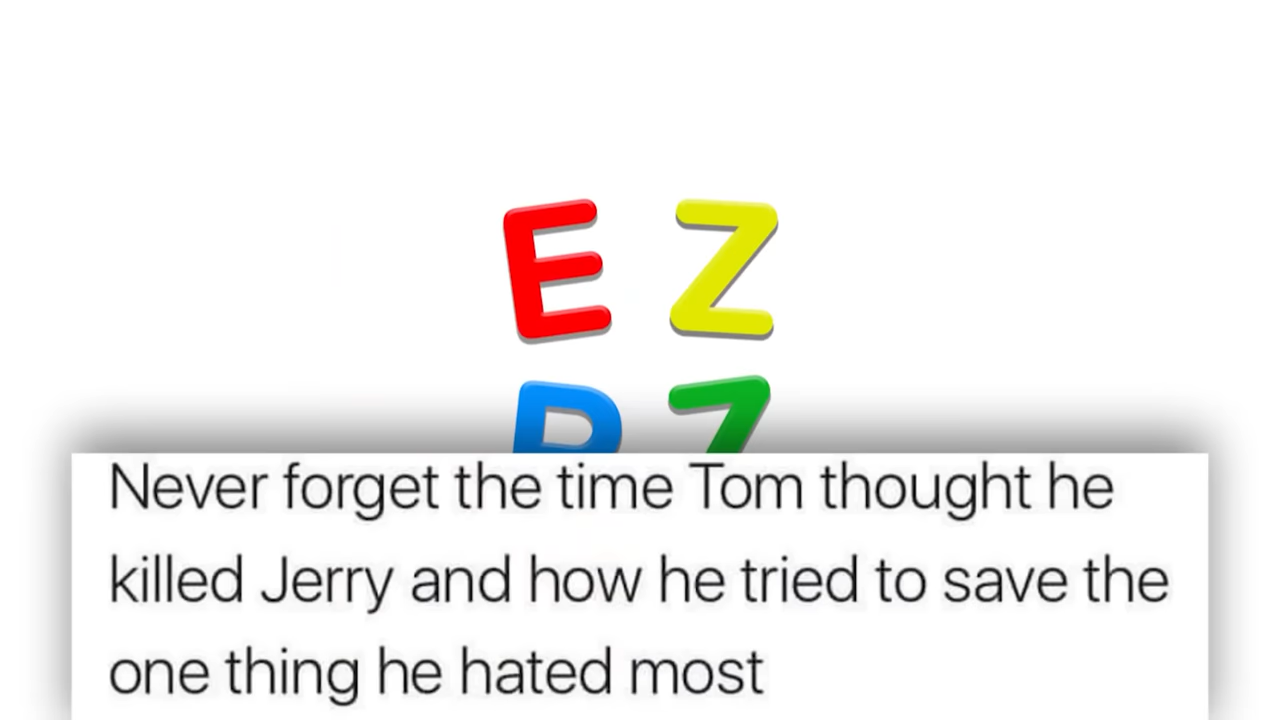 E Z
Never forget the time Tom thought he
killed Jerry and how he tried to save the
one thing he hated most